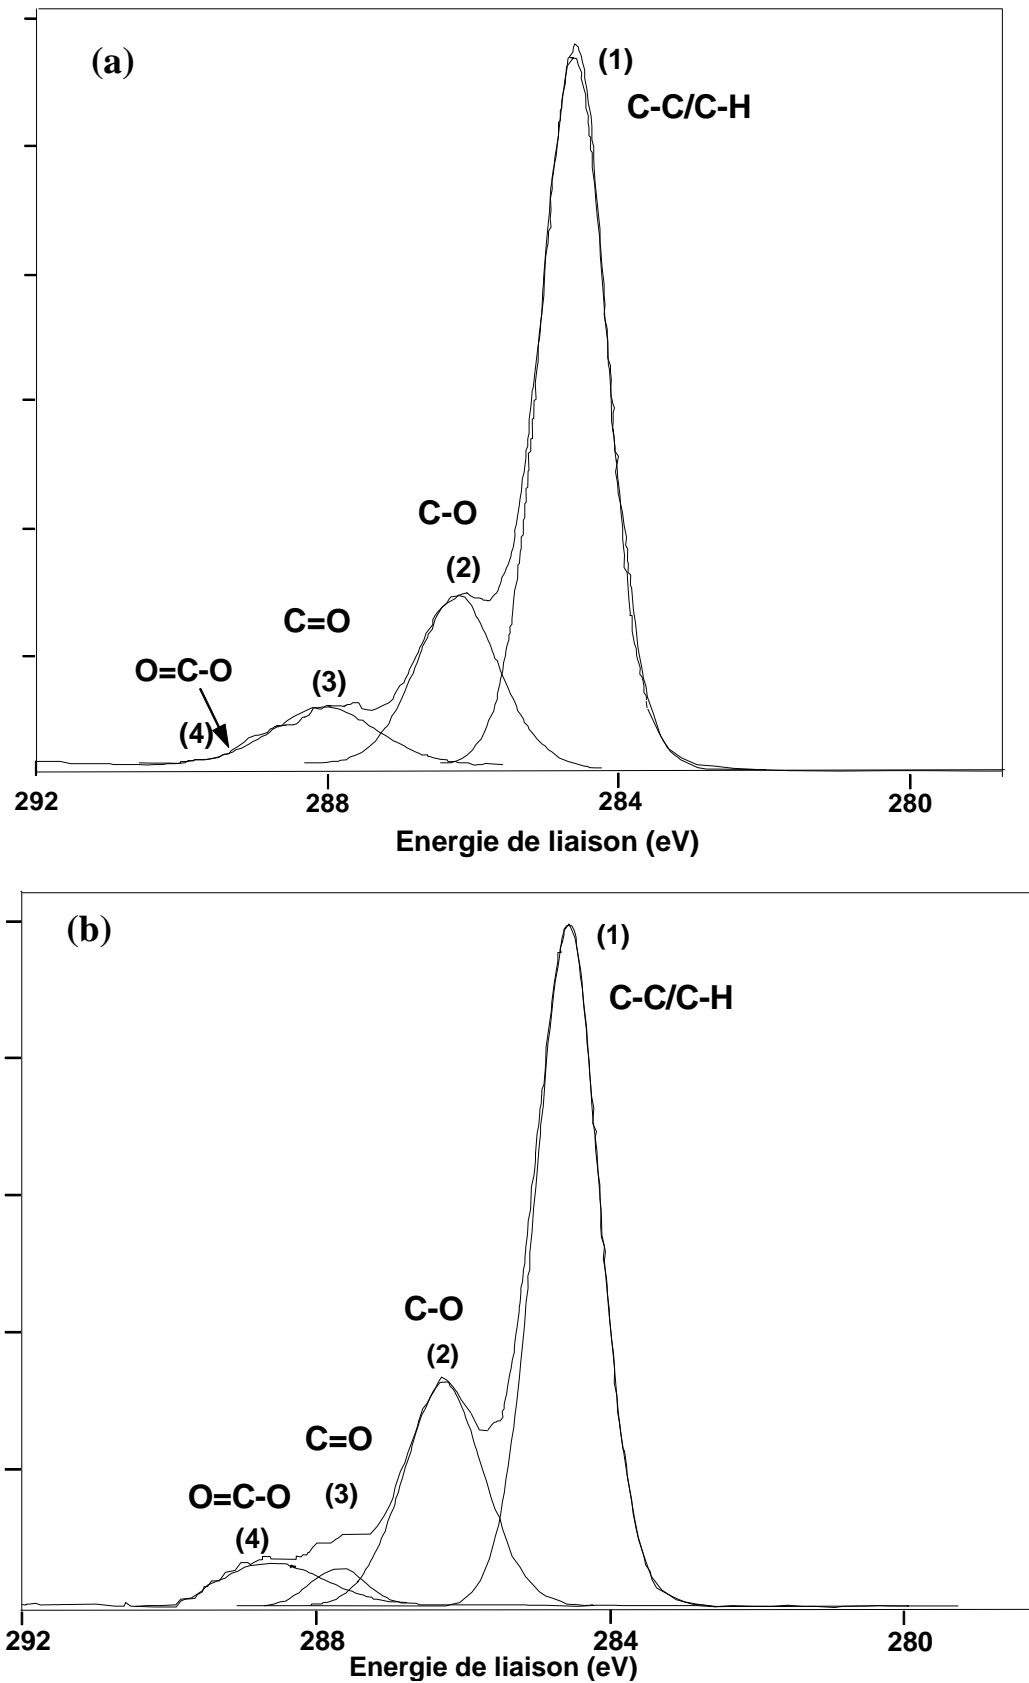 (a)
(1)
C-C/C-H
C-O
(2)
C=O
O=C-O
(3)
(4)
292
288
284
280
Energie de liaison (eV)
(b)
(1)
C-C/C-H
C-O
(2)
C=O
O=C-O
(3)
(4)
292
288
284
280
Energie de liaison (eV)